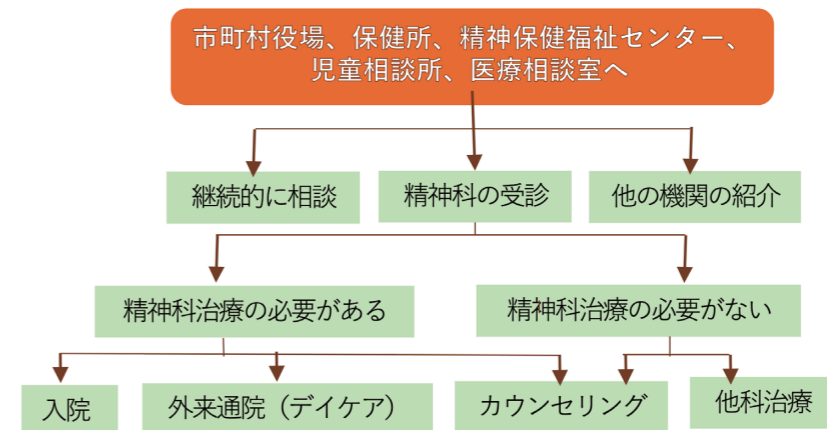 市町村役場、保健所、精神保健福祉センター、
児童相談所、医療相談室へ
継続的に相談
精神科の受診
他の機関の紹介
精神科治療の必要がある
精神科治療の必要がない
入院
外来通院（デイケア）
カウンセリング
他科治療